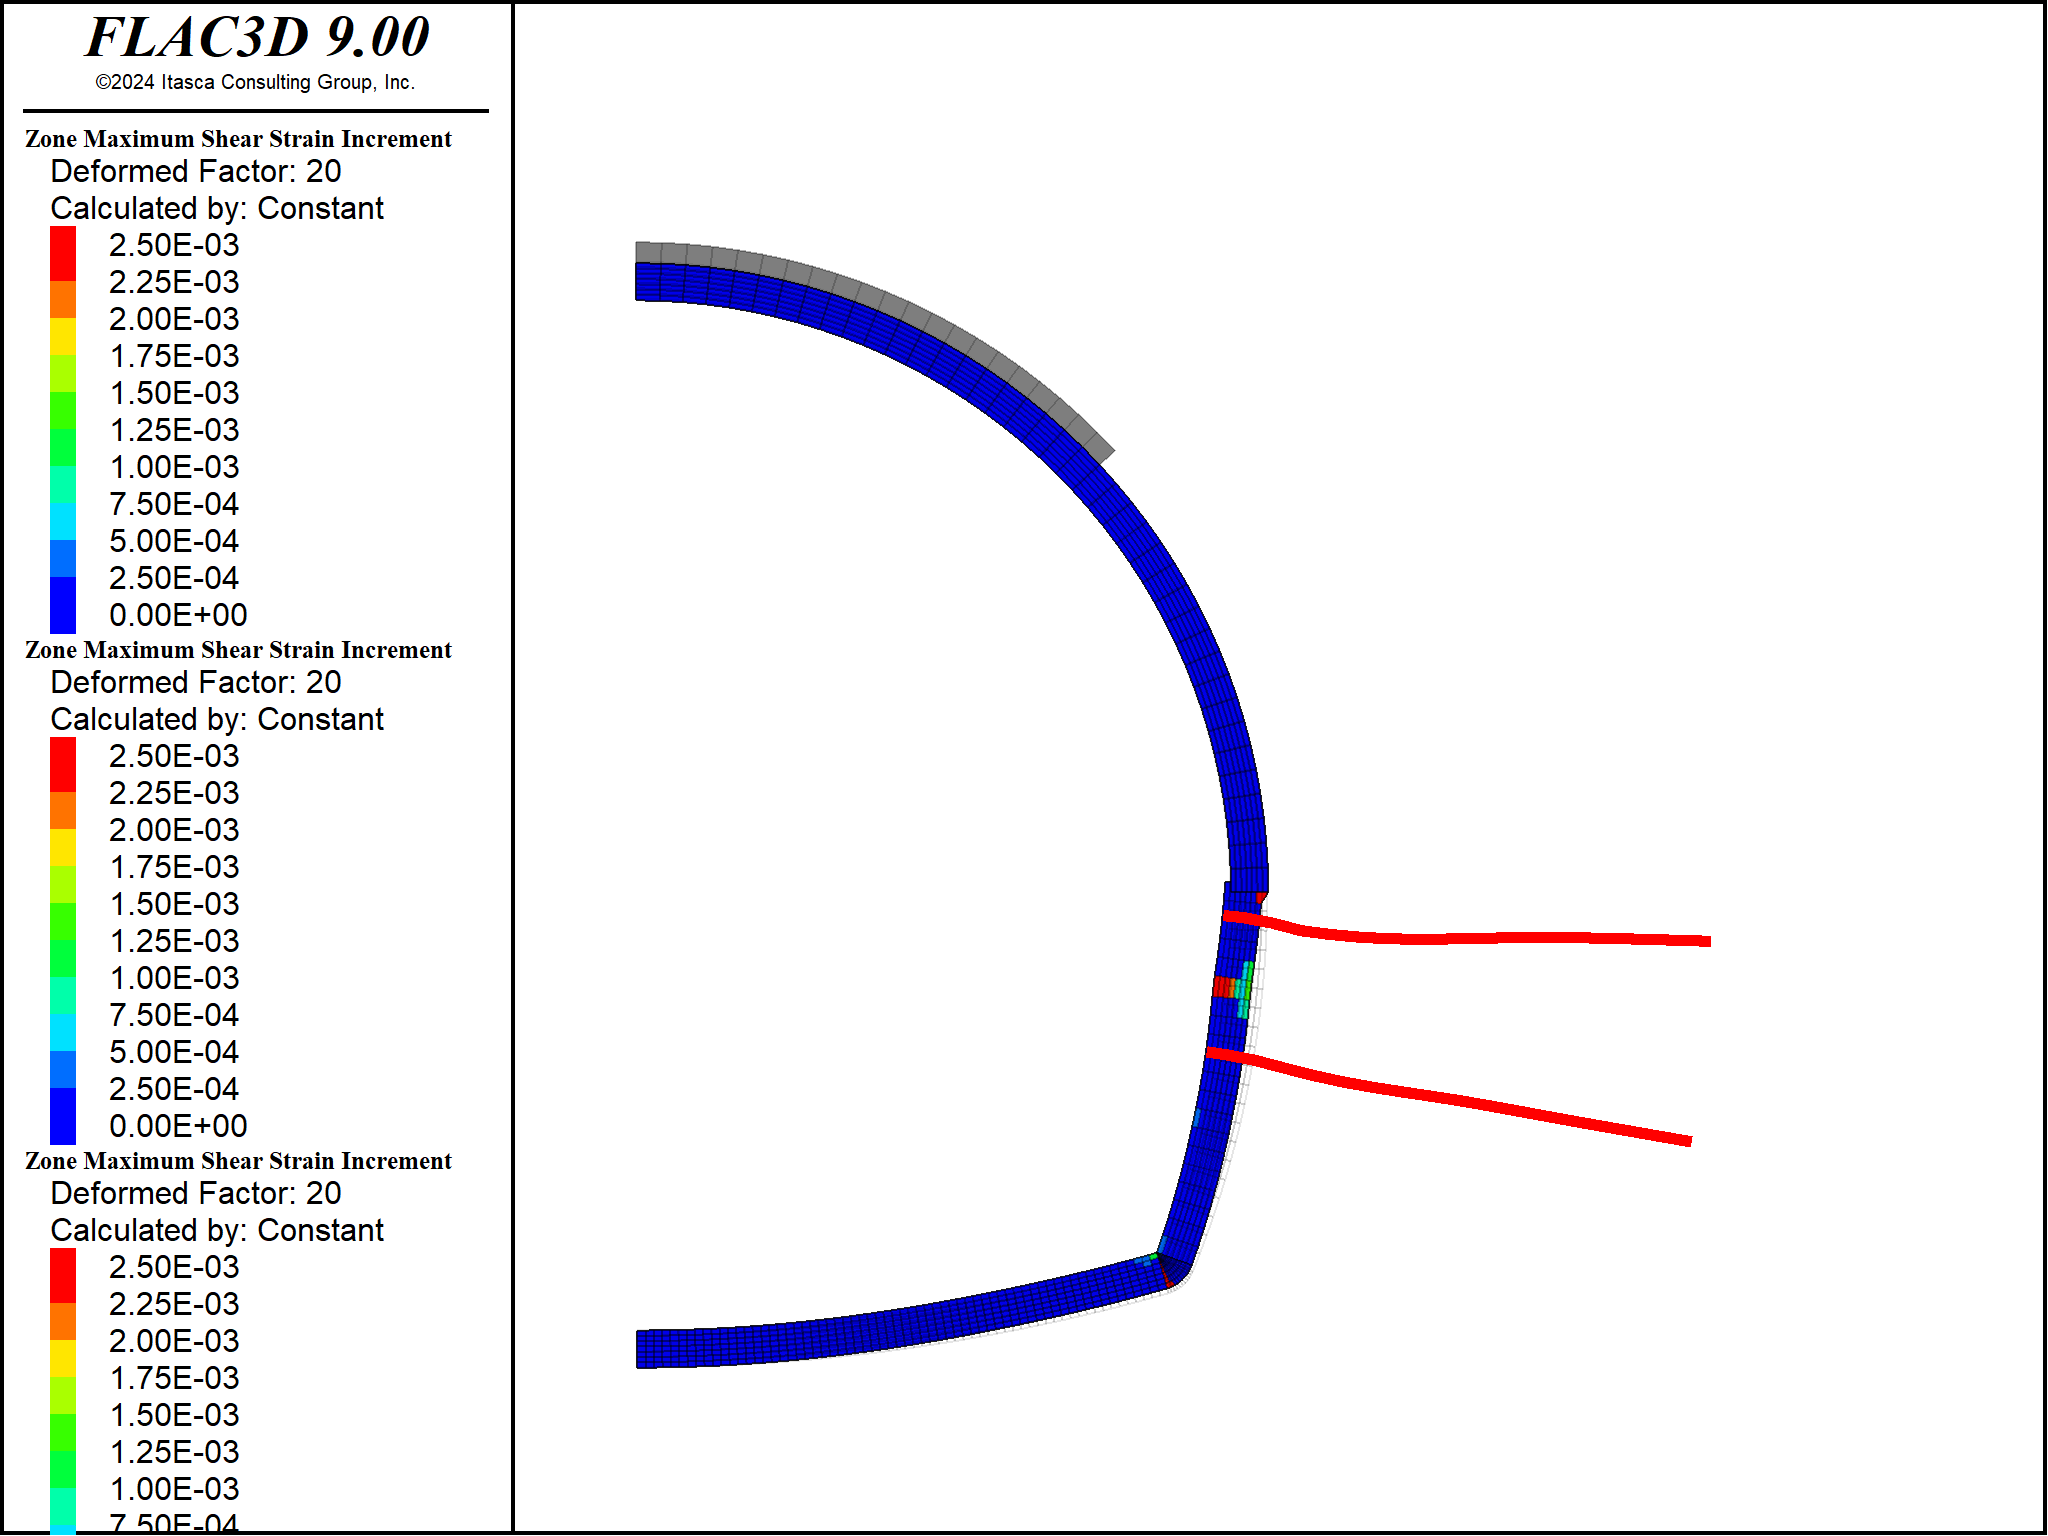 FLAC3D 9.00
©2024 Itasca Consulting Group, Inc.
Zone Maximum Shear Strain Increment
Deformed Factor: 20
Calculated by: Constant
2.50E-03
2.25E-03
2.00E-03
1.75E-03
1.50E-03
1.25E-03
1.00E-03
7.50E-04
5.00E-04
2.50E-04
0.00E+00
Zone Maximum Shear Strain Increment
Deformed Factor: 20
Calculated by: Constant
2.50E-03
2.25E-03
2.00E-03
1.75E-03
1.50E-03
1.25E-03
1.00E-03
7.50E-04
5.00E-04
2.50E-04
0.00E+00
Zone Maximum Shear Strain Increment
Deformed Factor: 20
Calculated by: Constant
2.50E-03
2.25E-03
2.00E-03
1.75E-03
1.50E-03
1.25E-03
1.00E-03
7.50E-04